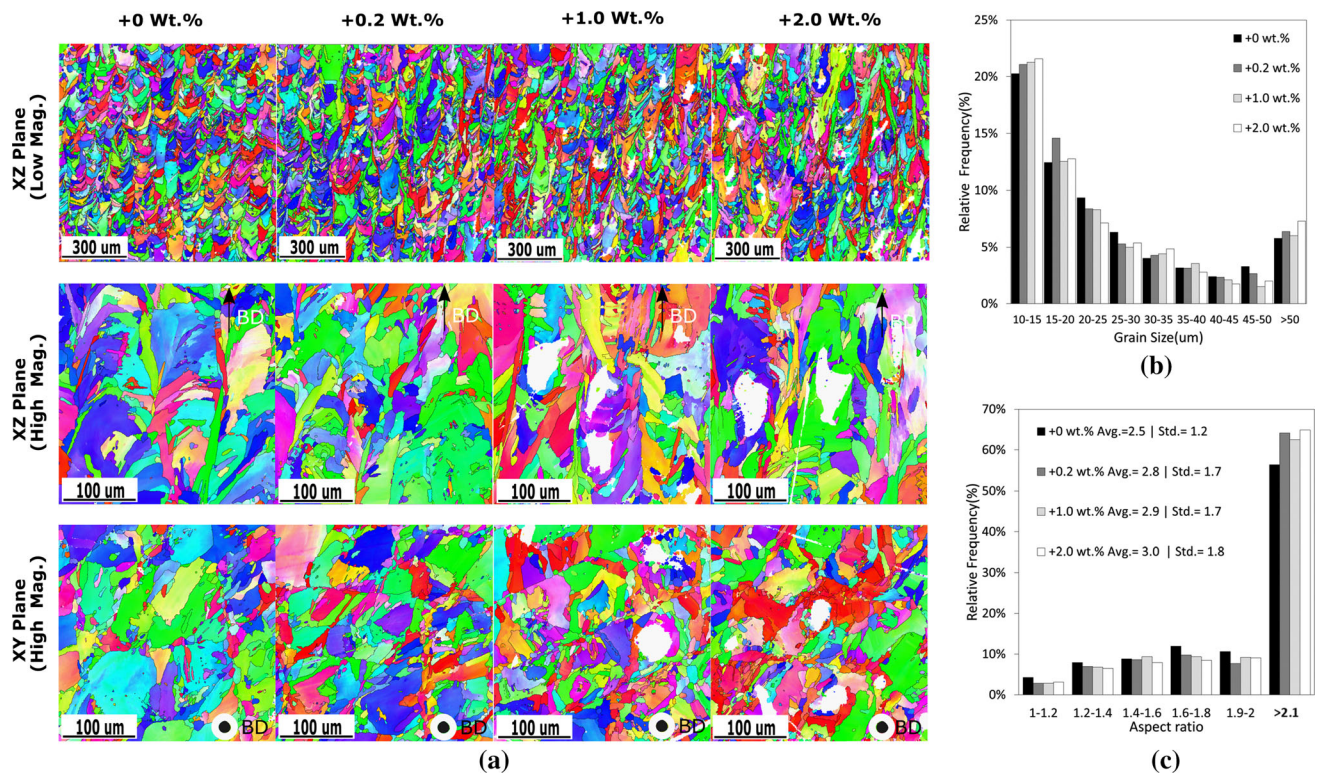 +0 Wt.% +0.2 Wt.% +1.0 Wt.% +2.0 Wt.%
XZ Plane
(Low Mag.)
300 um 300 um 300 um 300 um
XZ Plane
(High Mag.)
BD BD BD BD
100 um 100 um 100 um 100 um
XY Plane
(High Mag.)
100 um 100 um 100 um 100 um
BD BD BD BD
(a)
Relative Frequency(%)
25%
20%
15%
10%
5%
0%
+0 wt.%
+0.2 wt.%
+1.0 wt.%
+2.0 wt.%
10-15 15-20 20-25 25-30 30-35 35-40 40-45 45-50 >50
Grain Size(um)
(b)
Relative Frequency(%)
70%
60%
50%
40%
30%
20%
10%
0%
+0 wt.% Avg.=2.5 | Std.= 1.2
+0.2 wt.% Avg.= 2.8 | Std.= 1.7
+1.0 wt.% Avg.= 2.9 | Std.= 1.7
+2.0 wt.% Avg.= 3.0 | Std.= 1.8
1-1.2 1.2-1.4 1.4-1.6 1.6-1.8 1.9-2 >2.1
Aspect ratio
(c)